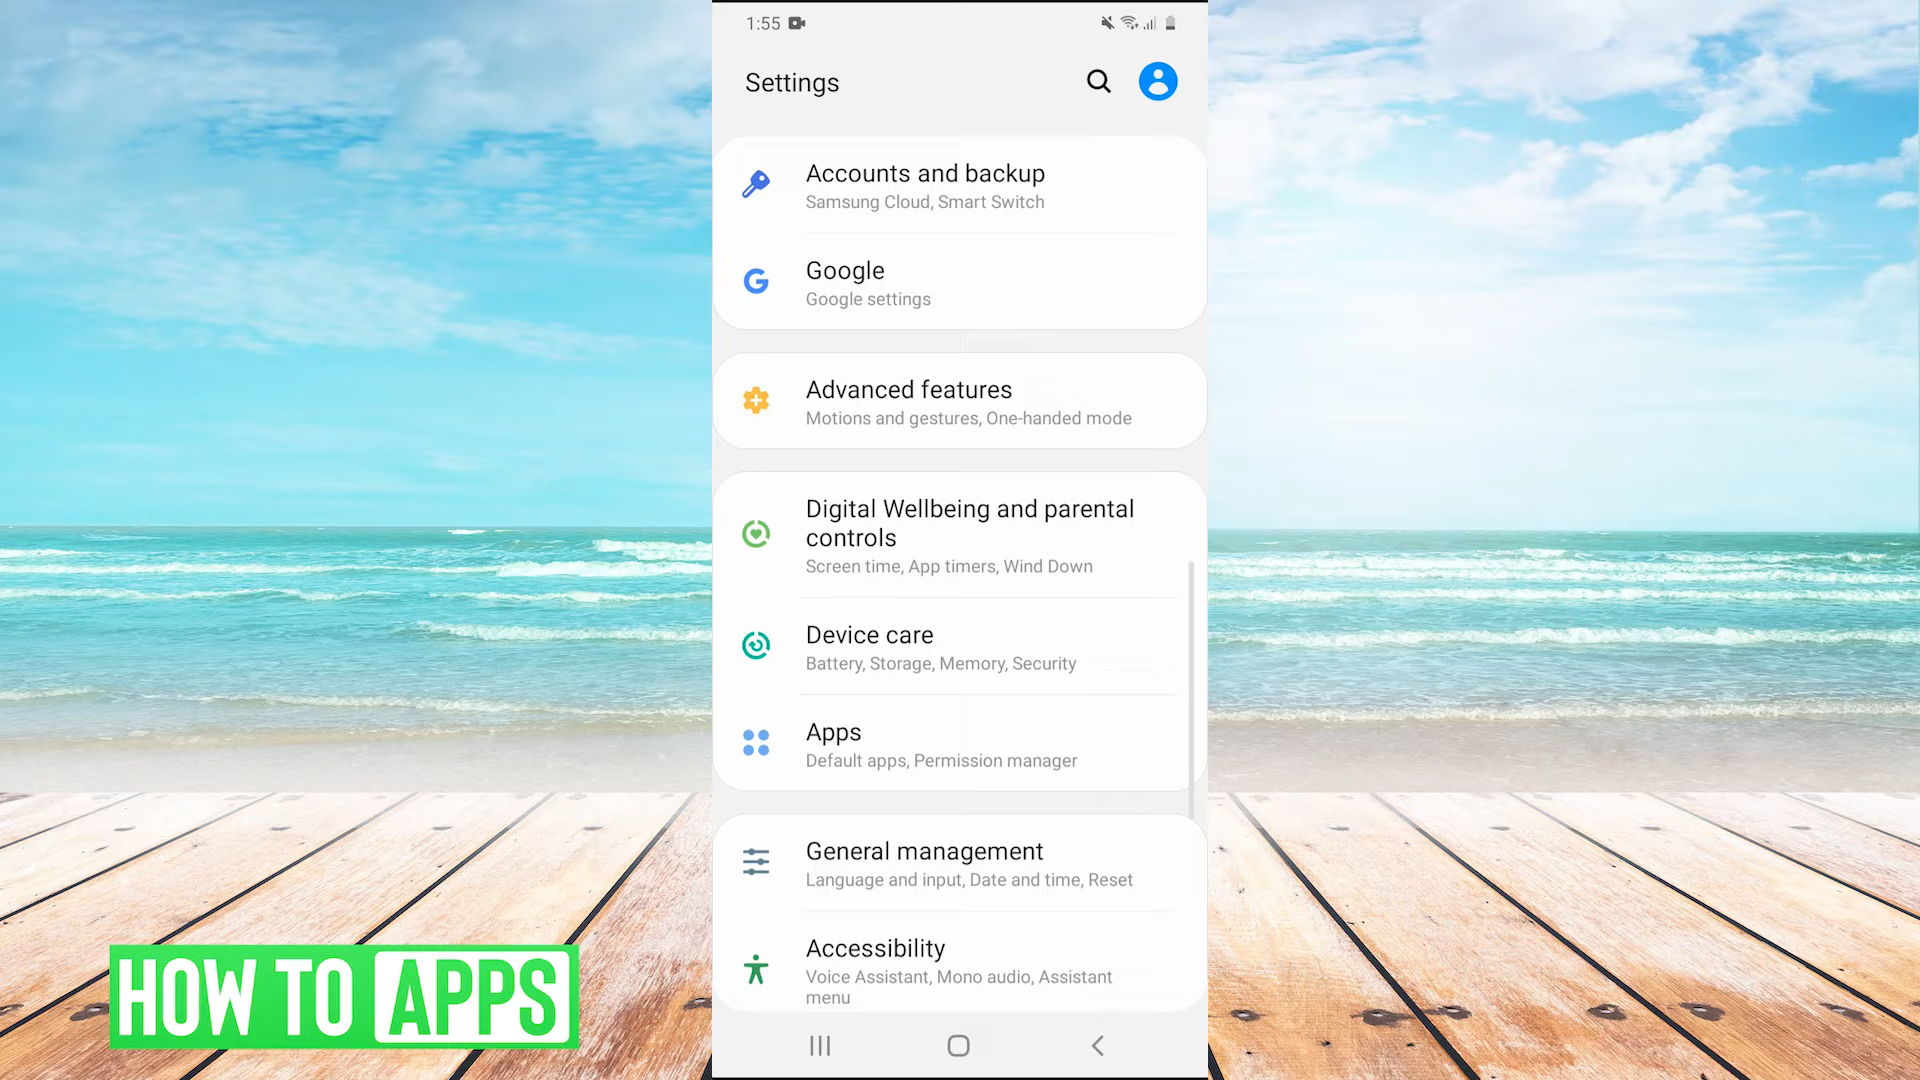 1:55
Settings
Accounts and backup
Samsung Cloud, Smart Switch
Google
Google settings
Advanced features
Motions and gestures, One-handed mode
Digital Wellbeing and parental
controls
Screen time, App timers, Wind Down
Device care
Battery, Storage, Memory, Security
Apps
Default apps, Permission manager
General management
Language and input, Date and time, Reset
Accessibility
Voice Assistant, Mono audio, Assistant
menu
HOW TO APPS